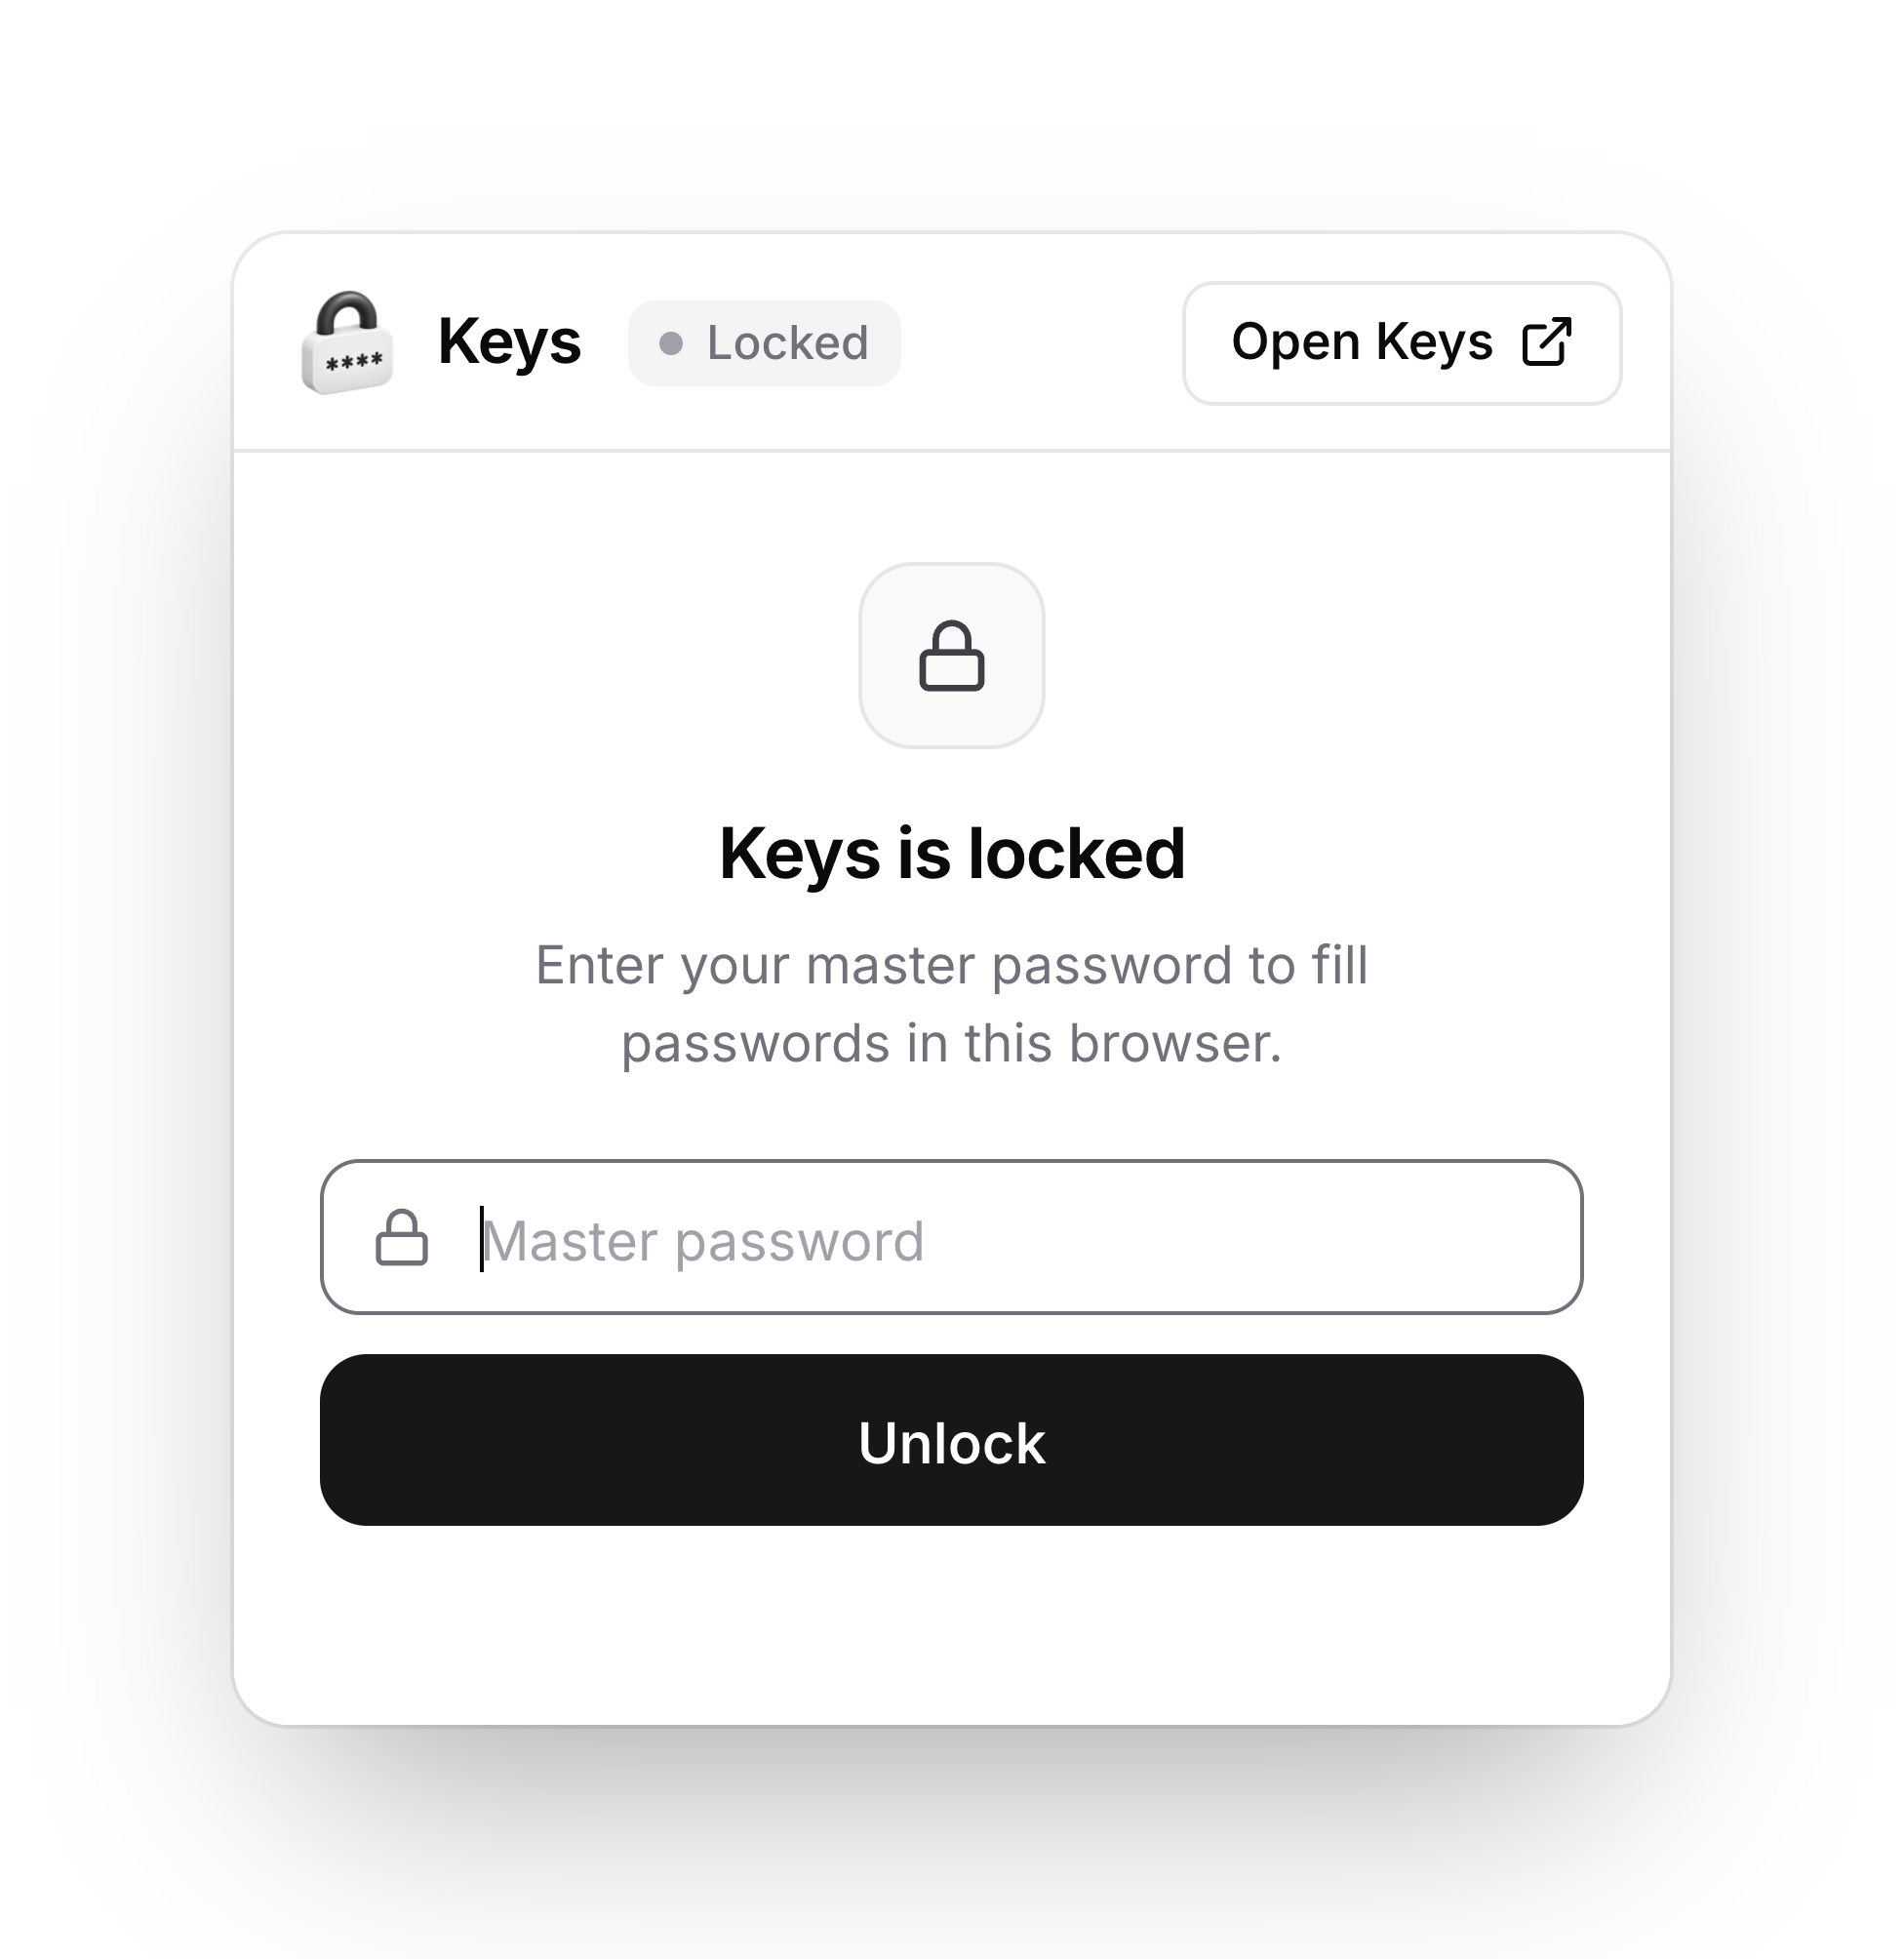 ****
Keys
Locked
Open Keys
Keys is locked
Enter your master password to fill
passwords in this browser.
Master password
Unlock